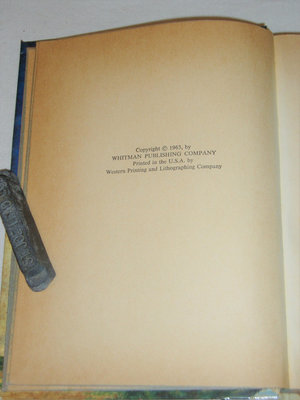 Copyright © 1963, by
WHITMAN PUBLISHING COMPANY
Printed in the U.S.A. by
Western Printing and Lithographing Company